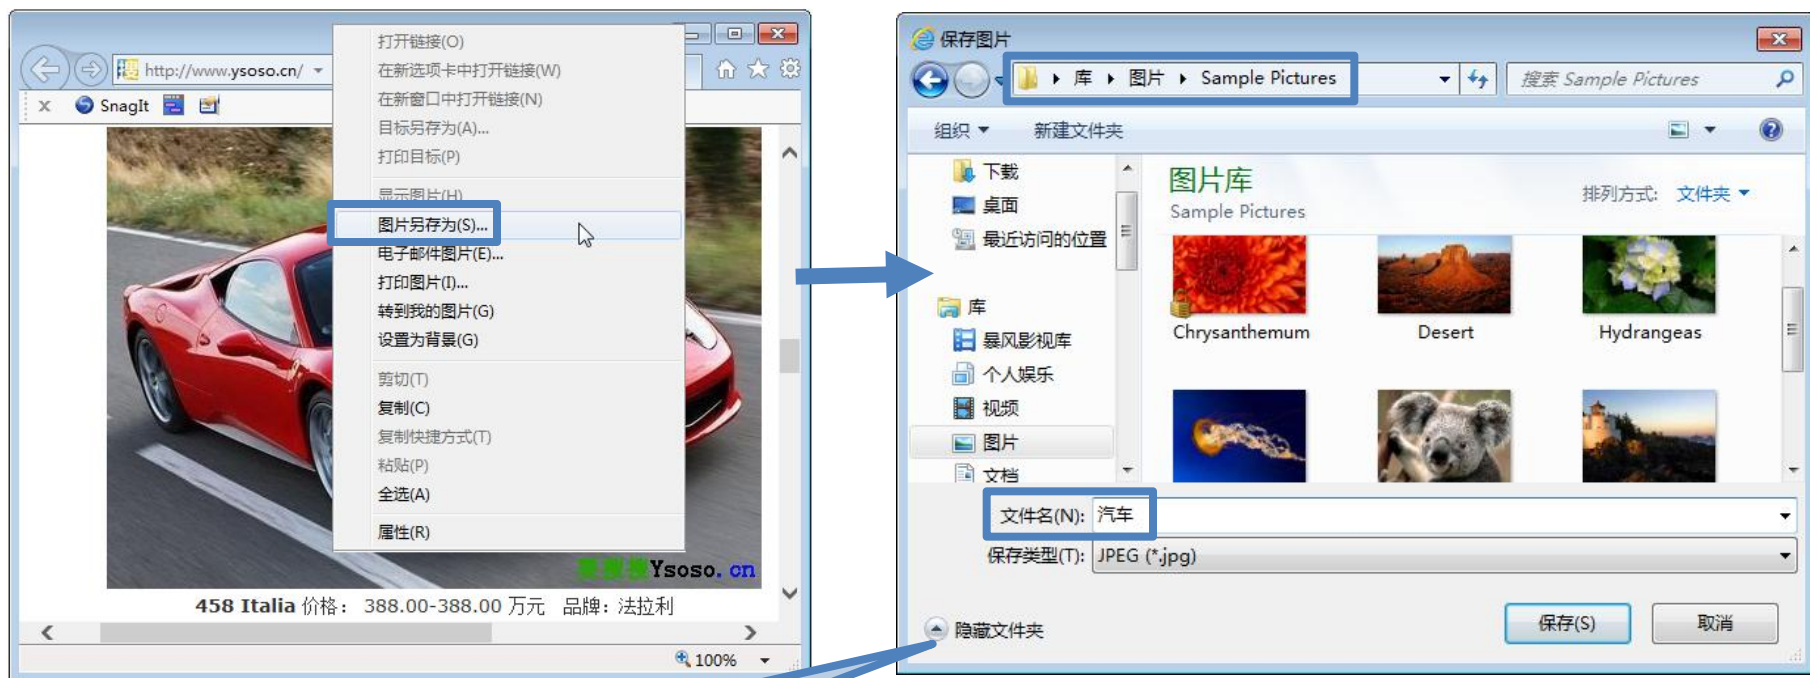 打开链接(O)
在新选项卡中打开链接(W)
在新窗口中打开链接(N)
目标另存为(A)...
打印目标(P)
显示图片(H)
图片另存为(S)...
电子邮件图片(E)...
打印图片(I)...
转到我的图片(G)
设置为背景(G)
剪切(T)
复制(C)
复制快捷方式(T)
粘贴(P)
全选(A)
属性(R)
http://www.ysoso.cn/
x SnagIt
Ysoso.cn
458 Italia 价格: 388.00-388.00 万元 品牌: 法拉利
100%
保存图片
库 图片 Sample Pictures
搜索 Sample Pictures
组织 新建文件夹
下载
桌面
最近访问的位置
库
暴风影视库
个人娱乐
视频
图片
文档
图片库
Sample Pictures
排列方式: 文件夹
Chrysanthemum Desert Hydrangeas
文件名(N): 汽车
保存类型(T): JPEG (*.jpg)
隐藏文件夹
保存(S) 取消